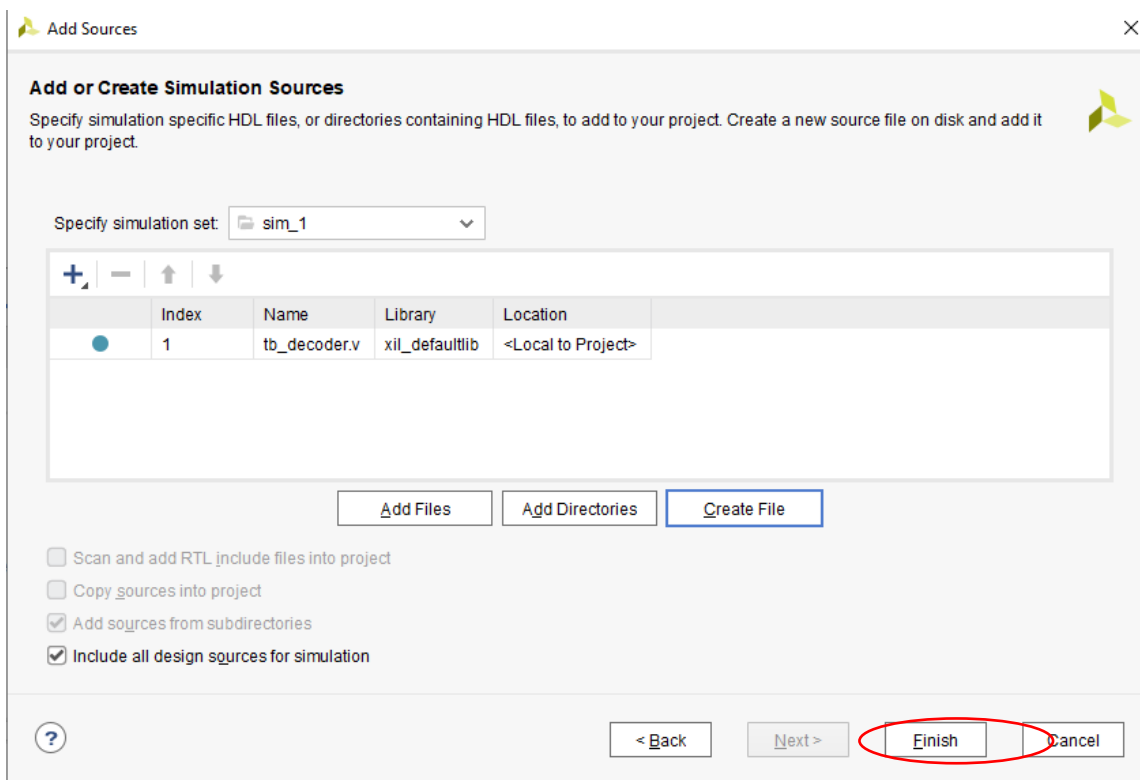 Add Sources
Add or Create Simulation Sources
Specify simulation specific HDL files, or directories containing HDL files, to add to your project. Create a new source file on disk and add it
to your project.
Specify simulation set: sim_1
Index Name Library Location
1 tb_decoder.v xil_defaultlib <Local to Project>
Add Files Add Directories Create File
Scan and add RTL include files into project
Copy sources into project
Add sources from subdirectories
Include all design sources for simulation
? < Back Next > Finish Cancel